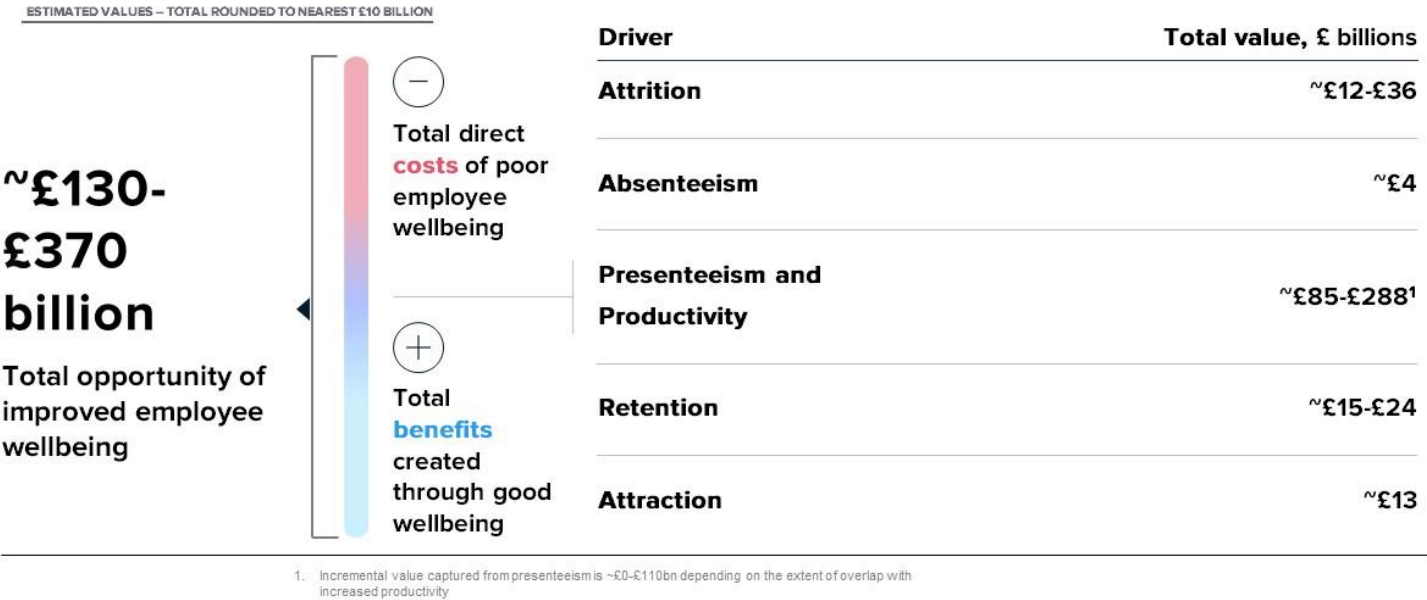 ESTIMATED VALUES – TOTAL ROUNDED TO NEAREST £10 BILLION
~£130-
£370
billion
Total opportunity of
improved employee
wellbeing
Total direct
costs of poor
employee
wellbeing
Total
benefits
created
through good
wellbeing
Driver Total value, £ billions
Attrition ~£12-£36
Absenteeism ~£4
Presenteeism and
Productivity ~£85-£288¹
Retention ~£15-£24
Attraction ~£13
1. Incremental value captured from presenteeism is ~£0-£110bn depending on the extent of overlap with
increased productivity